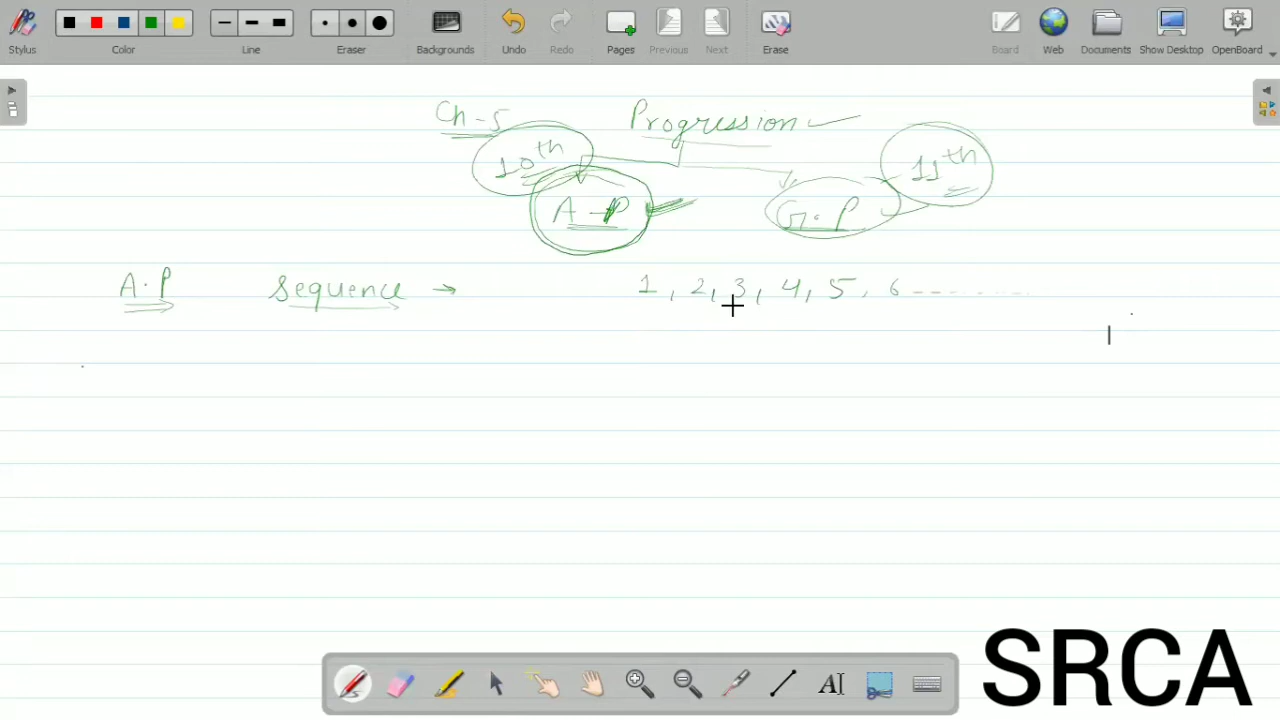 Stylus Color Line Eraser Backgrounds Undo Redo Pages Previous Next Erase Board Web Documents Show Desktop OpenBoard
Ch-5 Progression
10th 11th
A-P G.P
A.P Sequence → 1, 2, 3, 4, 5, 6 ---------
SRCA